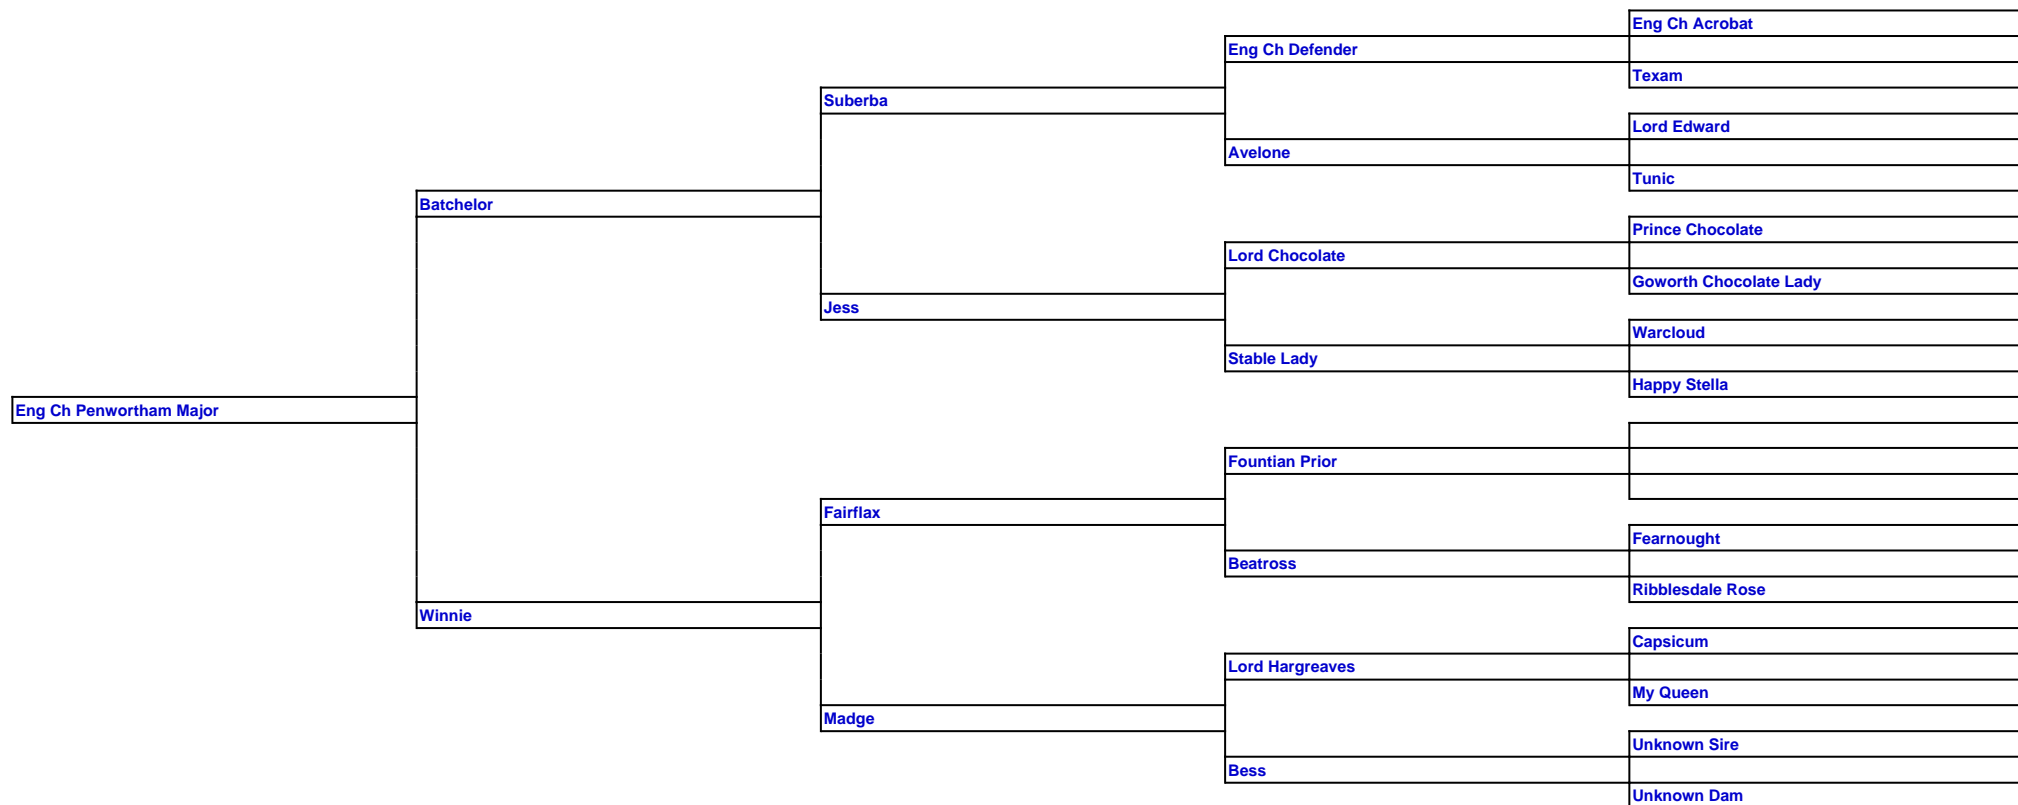 Eng Ch Acrobat
Eng Ch Defender
Texam
Suberba
Lord Edward
Avelone
Tunic
Batchelor
Prince Chocolate
Lord Chocolate
Goworth Chocolate Lady
Jess
Warcloud
Stable Lady
Happy Stella
Eng Ch Penwortham Major
Fountian Prior
Fairflax
Fearnought
Beatross
Ribblesdale Rose
Winnie
Capsicum
Lord Hargreaves
My Queen
Madge
Unknown Sire
Bess
Unknown Dam